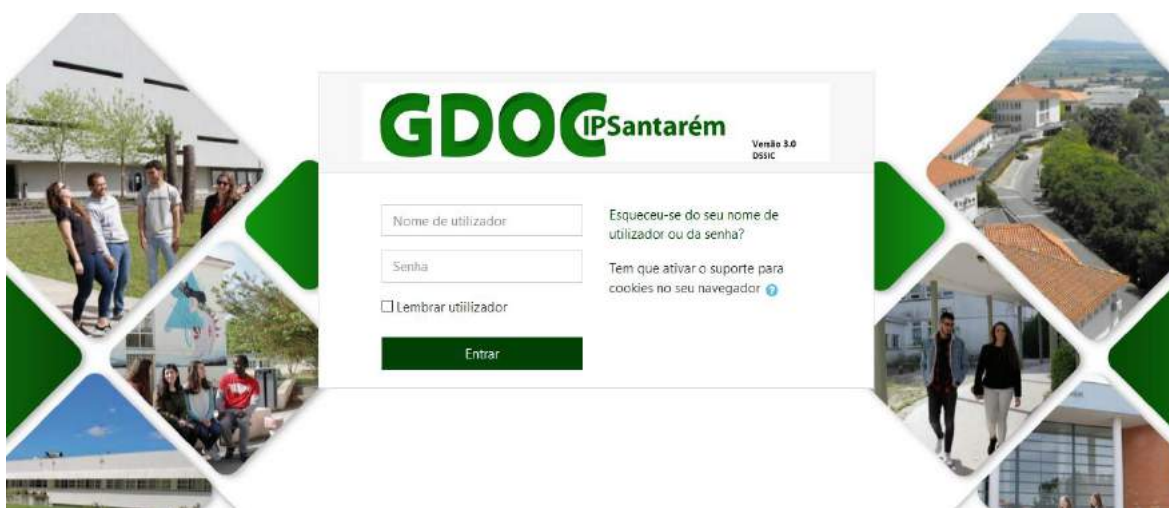 GDOC IPSantarém
Versão 3.0
DSSIC
Nome de utilizador
Senha
Lembrar utiilizador
Entrar
Esqueceu-se do seu nome de
utilizador ou da senha?
Tem que ativar o suporte para
cookies no seu navegador ?